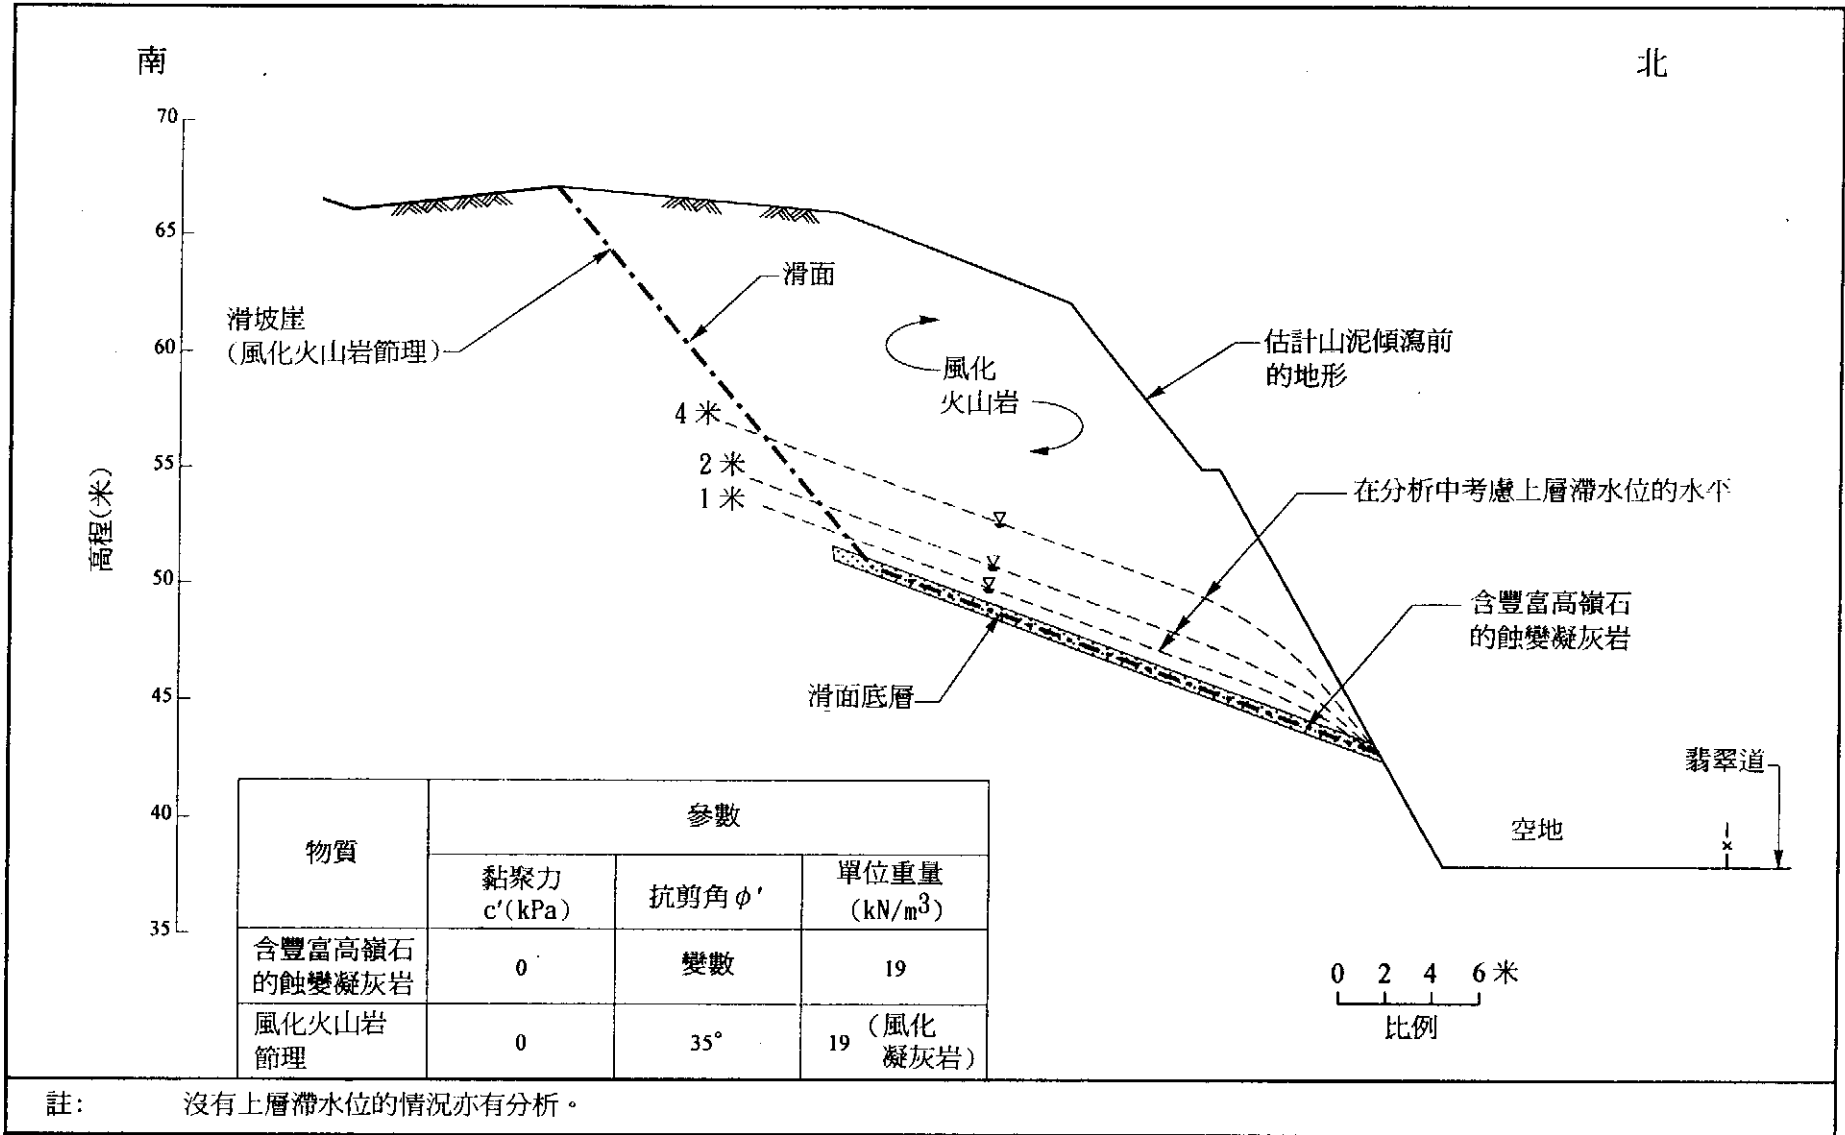 南
北
70
65
60
55
50
45
40
35
高程(米)
滑坡崖
(風化火山岩節理)
滑面
風化
火山岩
估計山泥傾瀉前
的地形
4 米
2 米
1 米
在分析中考慮上層滯水位的水平
含豐富高嶺石
的蝕變凝灰岩
滑面底層
翡翠道
空地
物質
參數
黏聚力
c'(kPa)
抗剪角 φ'
單位重量
(kN/m³)
含豐富高嶺石
的蝕變凝灰岩
0
變數
19
風化火山岩
節理
0
35°
19 (風化
凝灰岩)
0 2 4 6 米
比例
註: 沒有上層滯水位的情況亦有分析。